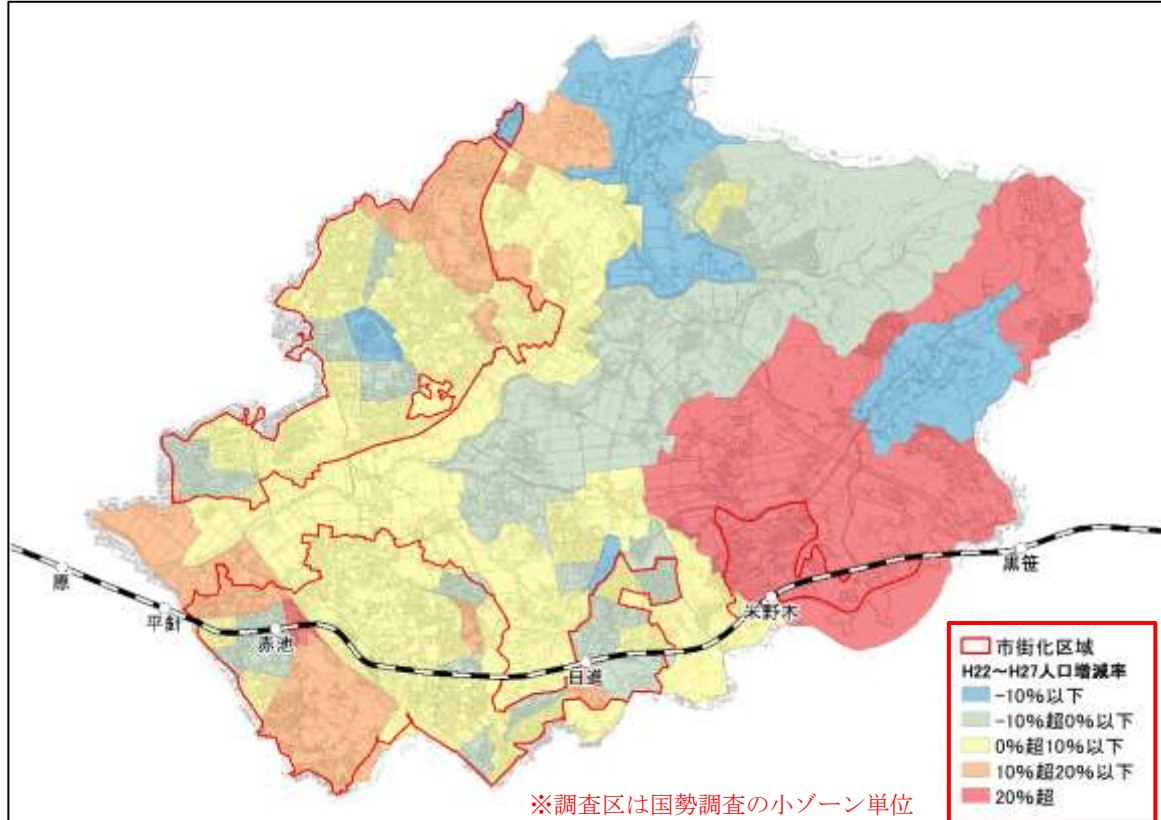 原
平針
赤池
日進
米野木
黒笹
市街化区域
H22～H27人口増減率
-10%以下
-10%超0%以下
0%超10%以下
10%超20%以下
20%超
※調査区は国勢調査の小ゾーン単位